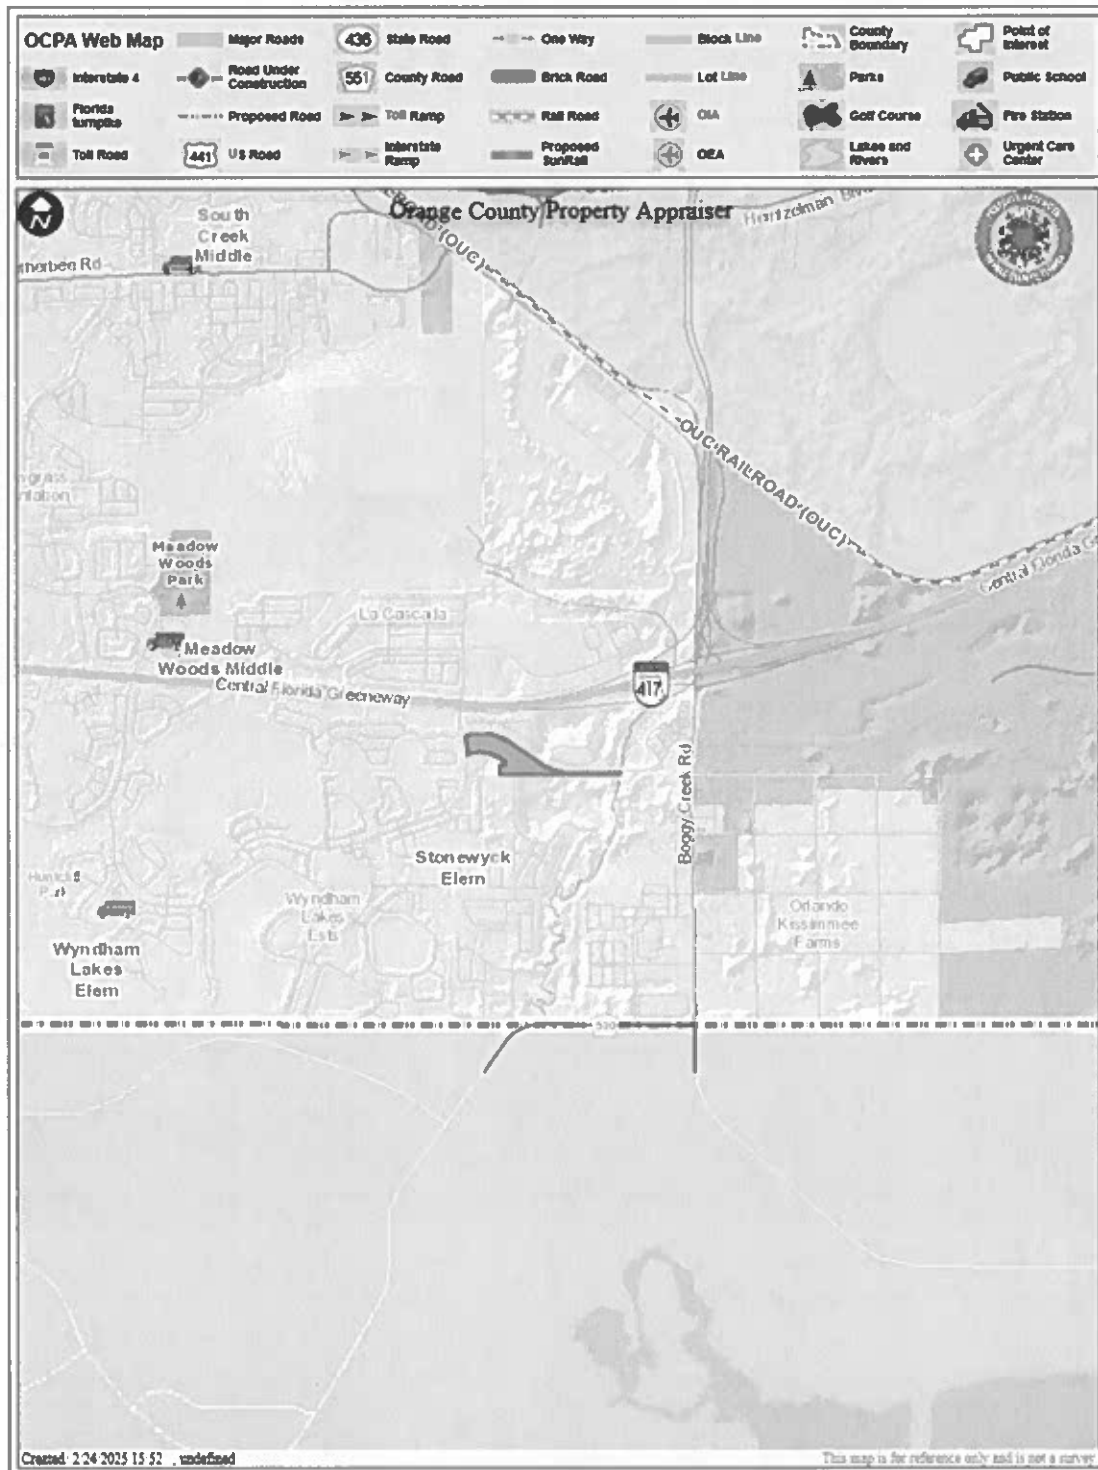 OCPA Web Map
Major Roads
436
State Road
One Way
Block Line
County
Boundary
Point of
Interest
Interstate 4
Road Under
Construction
551
County Road
Brick Road
Lot Line
Parks
Public School
Florida
turnpike
Proposed Road
Toll Ramp
Rail Road
OIA
Golf Course
Fire Station
Toll Road
441
US Road
Interstate
Ramp
Proposed
SunRail
OEA
Lakes and
Rivers
Urgent Care
Center
N
Orange County Property Appraiser
South
Creek
Middle
(OUC)
OUC RAILROAD (OUC)
Meadow
Woods
Park
La Cascada
Meadow
Woods Middle
Central Florida Greeneway
Central Florida
417
Boggy Creek Rd
Stonewyck
Elem
Wyndham
Lakes
Ests
Orlando
Kissimmee
Farms
Wyndham
Lakes
Elem
530
Created: 2/24/2025 15:52 , undefined
This map is for reference only and is not a survey